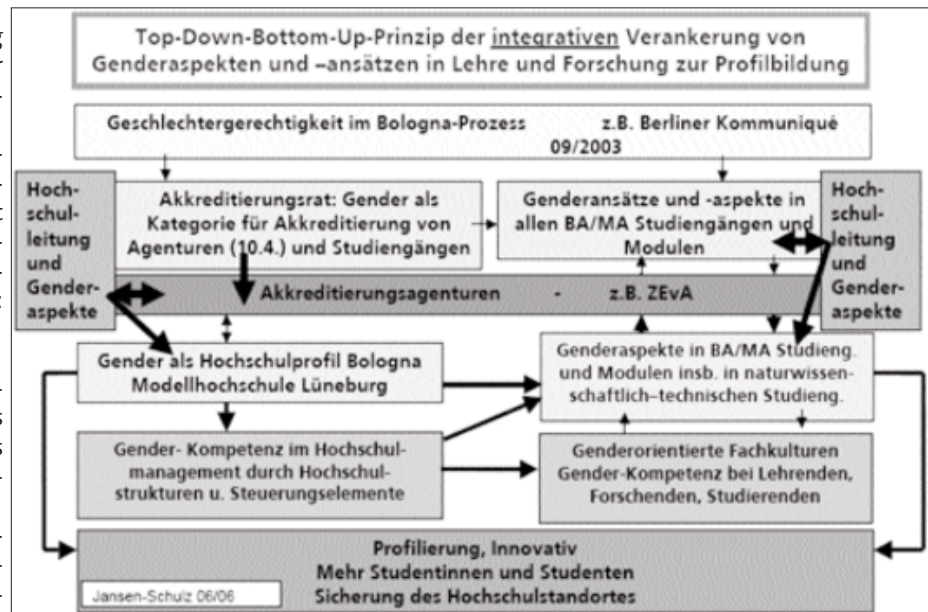 Top-Down-Bottom-Up-Prinzip der integrativen Verankerung von
Genderaspekten und –ansätzen in Lehre und Forschung zur Profilbildung
Geschlechtergerechtigkeit im Bologna-Prozess z.B. Berliner Kommuniqué
09/2003
Hoch-
schul-
leitung
und
Gender-
aspekte
Akkreditierungsrat: Gender als
Kategorie für Akkreditierung von
Agenturen (10.4.) und Studiengängen
Genderansätze und -aspekte in
allen BA/MA Studiengängen und
Modulen
Hoch-
schul-
leitung
und
Gender-
aspekte
Akkreditierungsagenturen - z.B. ZEvA
Gender als Hochschulprofil Bologna
Modellhochschule Lüneburg
Genderaspekte in BA/MA Studieng.
und Modulen insb. in naturwissen-
schaftlich–technischen Studieng.
Gender- Kompetenz im Hochschul-
management durch Hochschul-
strukturen u. Steuerungselemente
Genderorientierte Fachkulturen
Gender-Kompetenz bei Lehrenden,
Forschenden, Studierenden
Profilierung, Innovativ
Mehr Studentinnen und Studenten
Sicherung des Hochschulstandortes
Jansen-Schulz 06/06